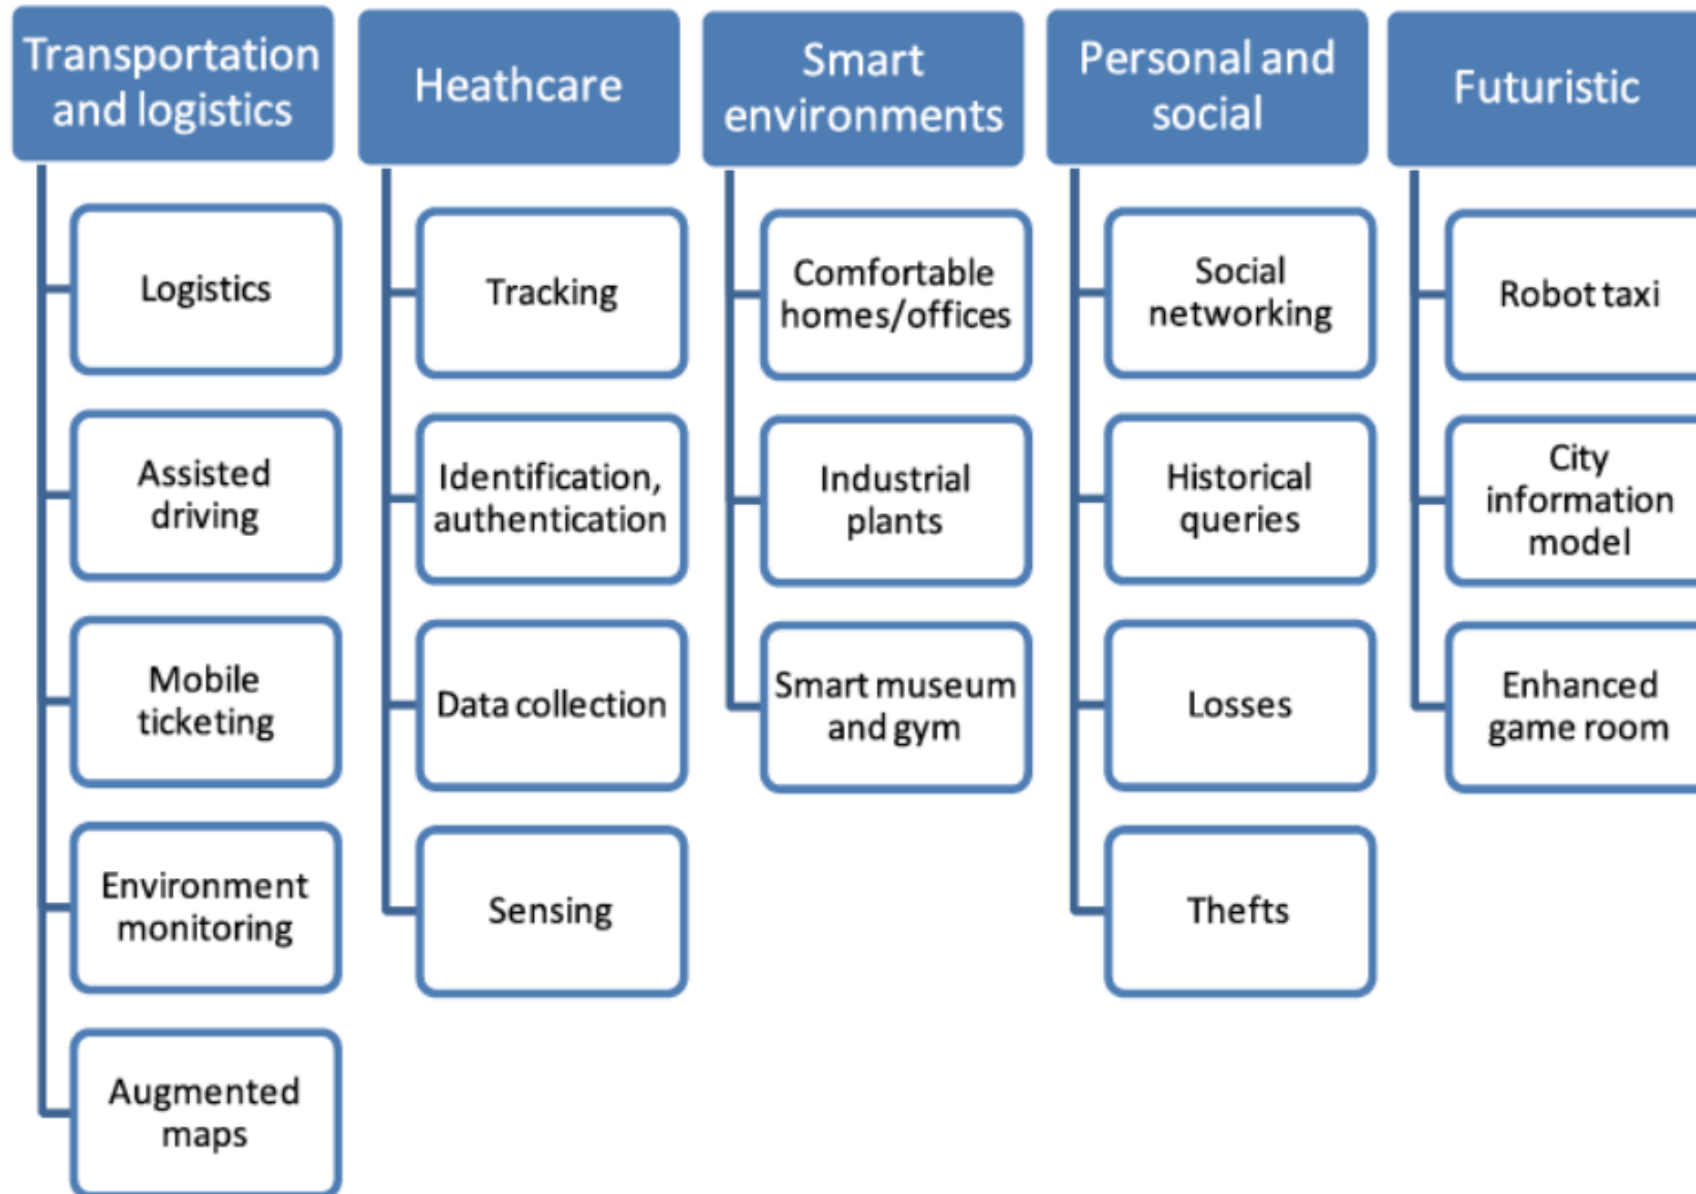 Transportation
and logistics
Logistics
Assisted
driving
Mobile
ticketing
Environment
monitoring
Augmented
maps
Heathcare
Tracking
Identification,
authentication
Data collection
Sensing
Smart
environments
Comfortable
homes/offices
Industrial
plants
Smart museum
and gym
Personal and
social
Social
networking
Historical
queries
Losses
Thefts
Futuristic
Robot taxi
City
information
model
Enhanced
game room